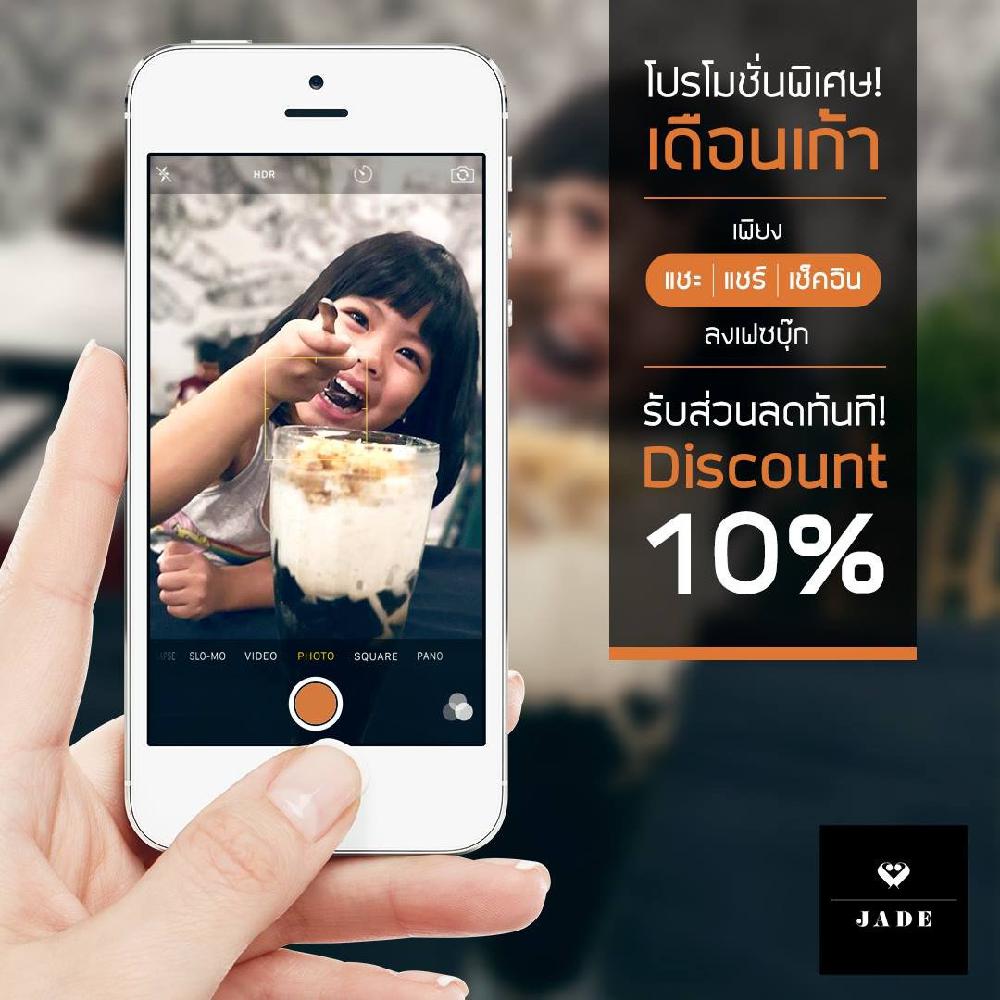 HDR
SLO-MO VIDEO PHOTO SQUARE PANO
โปรโมชั่นพิเศษ!
เดือนเก้า
เพียง
แชะ | แชร์ | เช็คอิน
ลงเฟซบุ๊ก
รับส่วนลดทันที!
Discount
10%
JADE